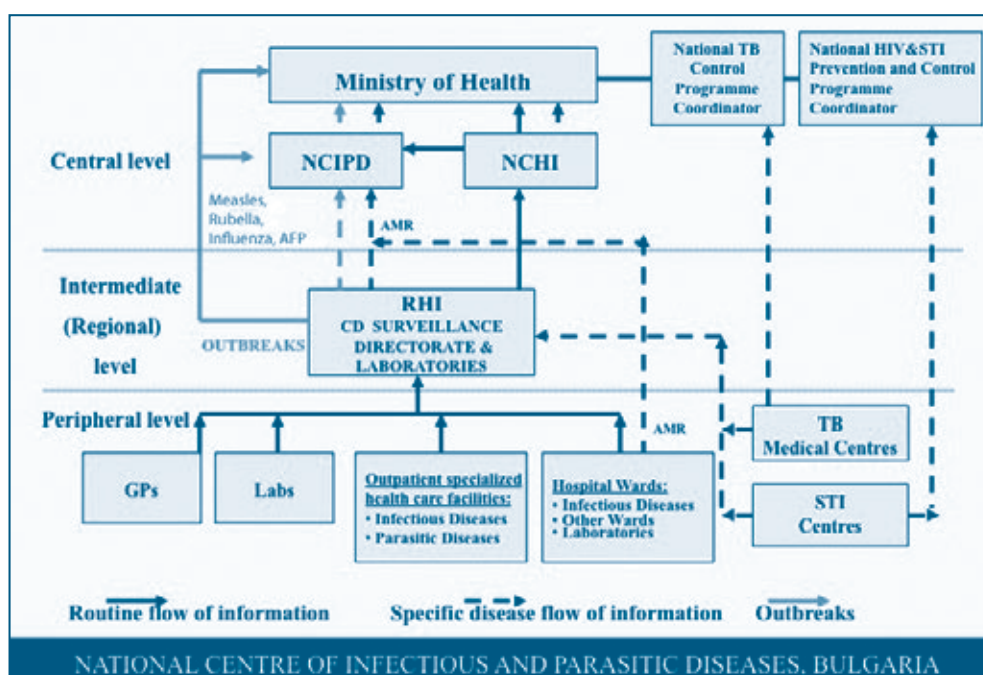 Ministry of Health
National TB
Control
Programme
Coordinator
National HIV&STI
Prevention and Control
Programme
Coordinator
Central level
NCIPD
NCHI
Measles,
Rubella,
Influenza, AFP
AMR
Intermediate
(Regional)
level
OUTBREAKS
RHI
CD SURVEILLANCE
DIRECTORATE &
LABORATORIES
Peripheral level
AMR
TB
Medical Centres
GPs
Labs
Outpatient specialized
health care facilities:
• Infectious Diseases
• Parasitic Diseases
Hospital Wards:
• Infectious Diseases
• Other Wards
• Laboratories
STI
Centres
Routine flow of information
Specific disease flow of information
Outbreaks
NATIONAL CENTRE OF INFECTIOUS AND PARASITIC DISEASES, BULGARIA